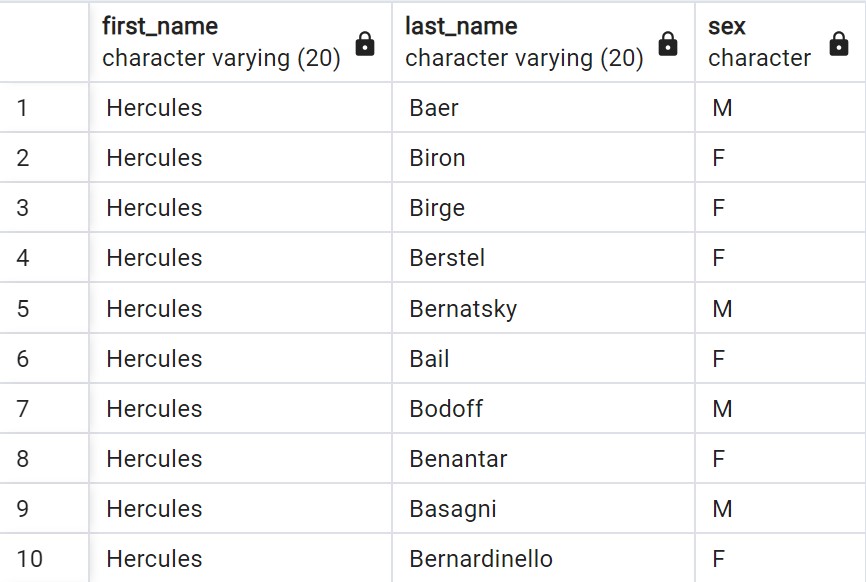 first_name last_name sex
character varying (20) character varying (20) character
1 Hercules Baer M
2 Hercules Biron F
3 Hercules Birge F
4 Hercules Berstel F
5 Hercules Bernatsky M
6 Hercules Bail F
7 Hercules Bodoff M
8 Hercules Benantar F
9 Hercules Basagni M
10 Hercules Bernardinello F